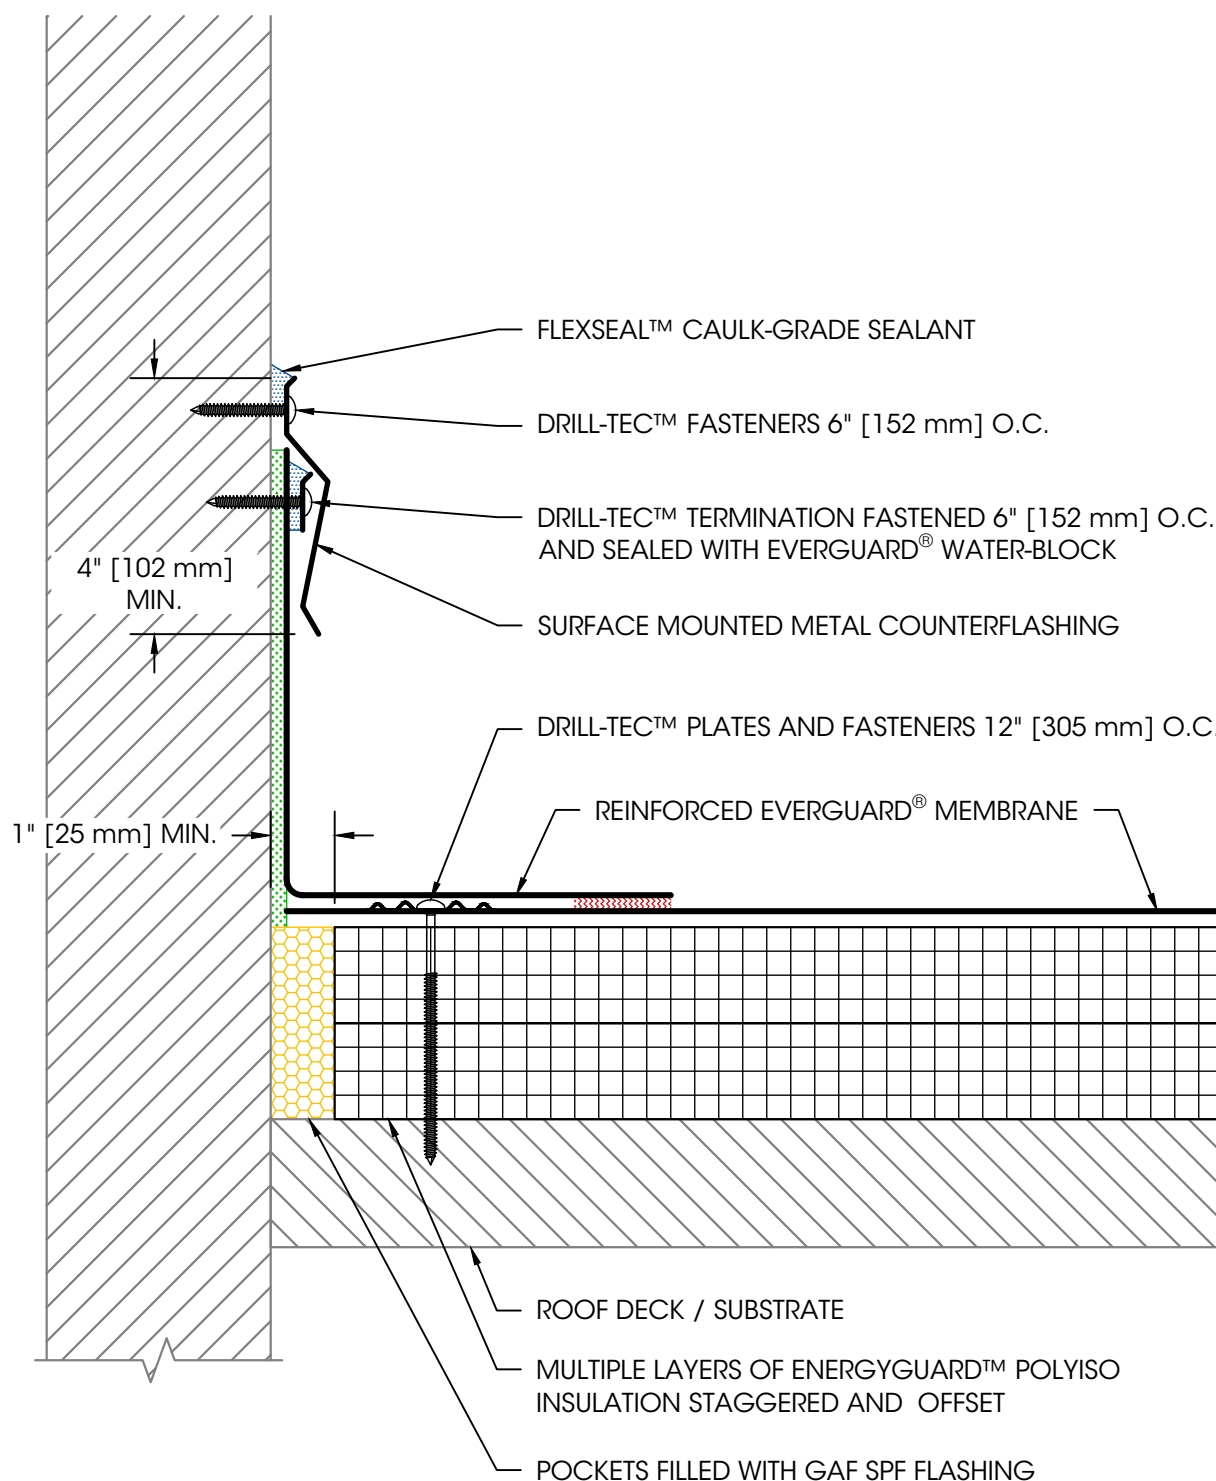 FLEXSEAL™ CAULK-GRADE SEALANT
DRILL-TEC™ FASTENERS 6" [152 mm] O.C.
DRILL-TEC™ TERMINATION FASTENED 6" [152 mm] O.C.
AND SEALED WITH EVERGUARD® WATER-BLOCK
4" [102 mm]
MIN.
SURFACE MOUNTED METAL COUNTERFLASHING
DRILL-TEC™ PLATES AND FASTENERS 12" [305 mm] O.C.
REINFORCED EVERGUARD® MEMBRANE
1" [25 mm] MIN.
ROOF DECK / SUBSTRATE
MULTIPLE LAYERS OF ENERGYGUARD™ POLYISO
INSULATION STAGGERED AND OFFSET
POCKETS FILLED WITH GAF SPF FLASHING